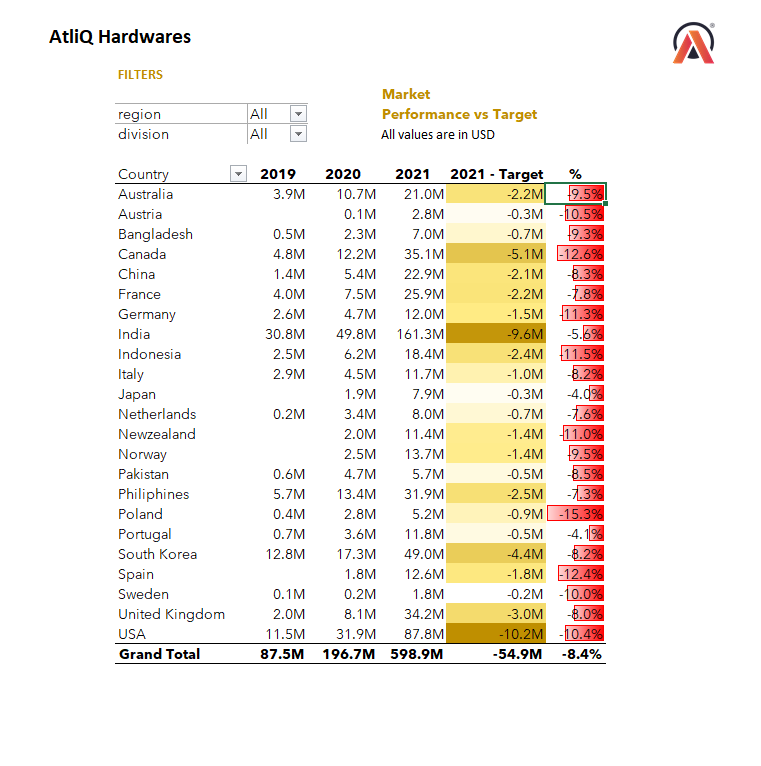 AtliQ Hardwares
FILTERS
Market
region All Performance vs Target
division All All values are in USD
Country 2019 2020 2021 2021 - Target %
Australia 3.9M 10.7M 21.0M -2.2M -9.5%
Austria 0.1M 2.8M -0.3M -10.5%
Bangladesh 0.5M 2.3M 7.0M -0.7M -9.3%
Canada 4.8M 12.2M 35.1M -5.1M -12.6%
China 1.4M 5.4M 22.9M -2.1M -8.3%
France 4.0M 7.5M 25.9M -2.2M -7.8%
Germany 2.6M 4.7M 12.0M -1.5M -11.3%
India 30.8M 49.8M 161.3M -9.6M -5.6%
Indonesia 2.5M 6.2M 18.4M -2.4M -11.5%
Italy 2.9M 4.5M 11.7M -1.0M -8.2%
Japan 1.9M 7.9M -0.3M -4.0%
Netherlands 0.2M 3.4M 8.0M -0.7M -7.6%
Newzealand 2.0M 11.4M -1.4M -11.0%
Norway 2.5M 13.7M -1.4M -9.5%
Pakistan 0.6M 4.7M 5.7M -0.5M -8.5%
Philiphines 5.7M 13.4M 31.9M -2.5M -7.3%
Poland 0.4M 2.8M 5.2M -0.9M -15.3%
Portugal 0.7M 3.6M 11.8M -0.5M -4.1%
South Korea 12.8M 17.3M 49.0M -4.4M -8.2%
Spain 1.8M 12.6M -1.8M -12.4%
Sweden 0.1M 0.2M 1.8M -0.2M -10.0%
United Kingdom 2.0M 8.1M 34.2M -3.0M -8.0%
USA 11.5M 31.9M 87.8M -10.2M -10.4%
Grand Total 87.5M 196.7M 598.9M -54.9M -8.4%